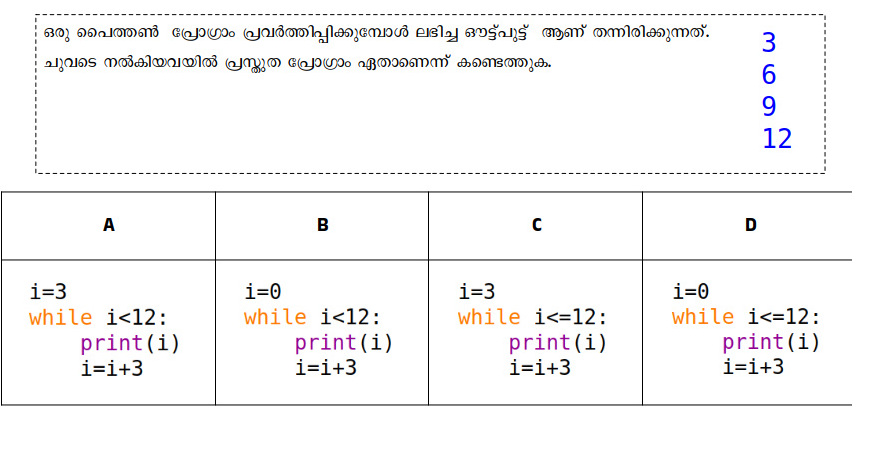 ഒരു പൈത്തൺ പ്രോഗ്രാം പ്രവർത്തിപ്പിക്കുമ്പോൾ ലഭിച്ച ഔട്ട്പുട്ട് ആണ് തന്നിരിക്കുന്നത്.
ചുവടെ നൽകിയവയിൽ പ്രസ്തുത പ്രോഗ്രാം ഏതാണെന്ന് കണ്ടെത്തുക.
3
6
9
12
A
i=3
while i<12:
    print(i)
    i=i+3
B
i=0
while i<12:
    print(i)
    i=i+3
C
i=3
while i<=12:
    print(i)
    i=i+3
D
i=0
while i<=12:
    print(i)
    i=i+3